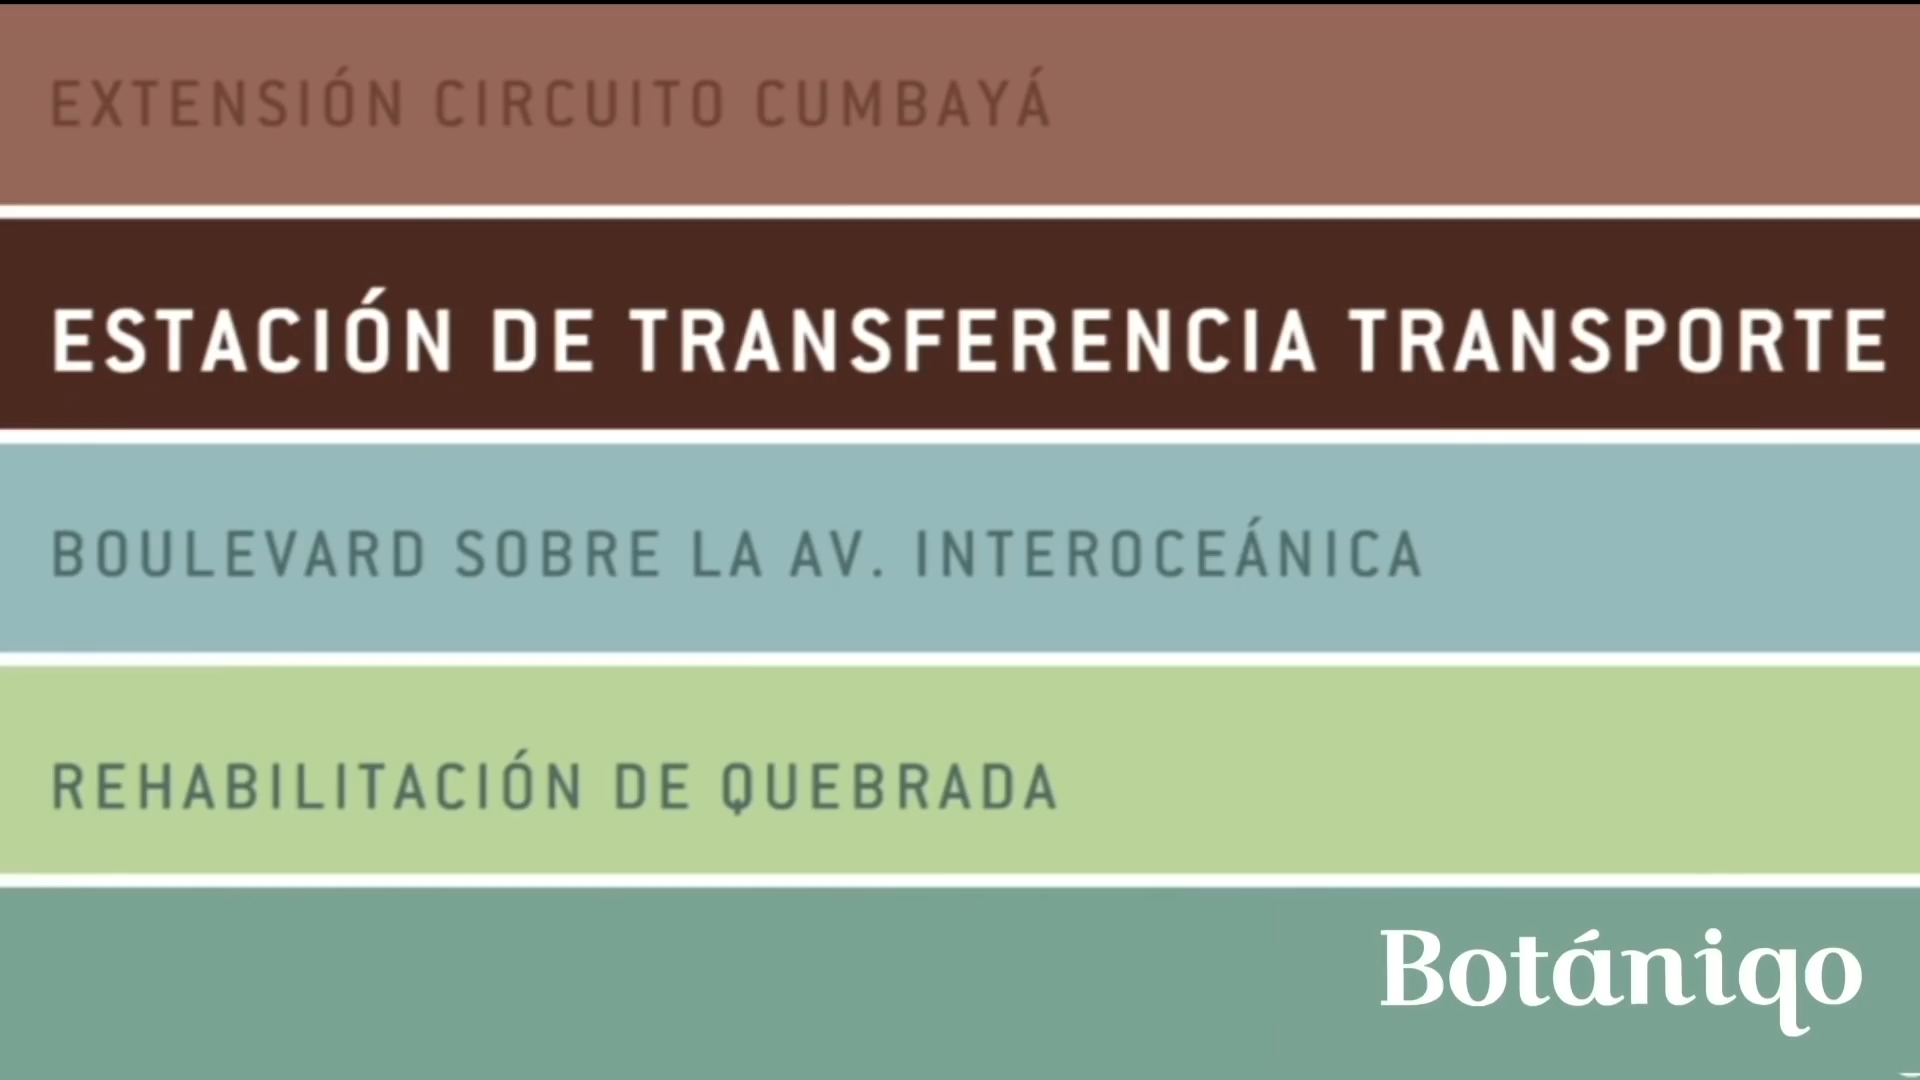 EXTENSIÓN CIRCUITO CUMBAYÁ
ESTACIÓN DE TRANSFERENCIA TRANSPORTE
BOULEVARD SOBRE LA AV. INTEROCEÁNICA
REHABILITACIÓN DE QUEBRADA
Botániqo